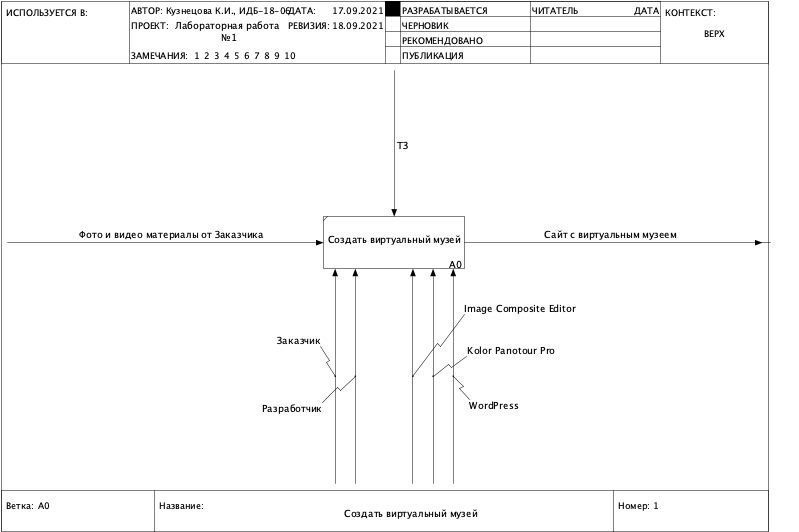 ИСПОЛЬЗУЕТСЯ В:
АВТОР: Кузнецова К.И., ИДБ-18-06
ДАТА: 17.09.2021
РАЗРАБАТЫВАЕТСЯ
ЧИТАТЕЛЬ
ДАТА
КОНТЕКСТ:
ПРОЕКТ: Лабораторная работа
№1
РЕВИЗИЯ: 18.09.2021
ЧЕРНОВИК
ВЕРХ
РЕКОМЕНДОВАНО
ЗАМЕЧАНИЯ: 1 2 3 4 5 6 7 8 9 10
ПУБЛИКАЦИЯ
ТЗ
Фото и видео материалы от Заказчика
Создать виртуальный музей
A0
Сайт с виртуальным музеем
Image Composite Editor
Заказчик
Kolor Panotour Pro
Разработчик
WordPress
Ветка: A0
Название:
Создать виртуальный музей
Номер: 1